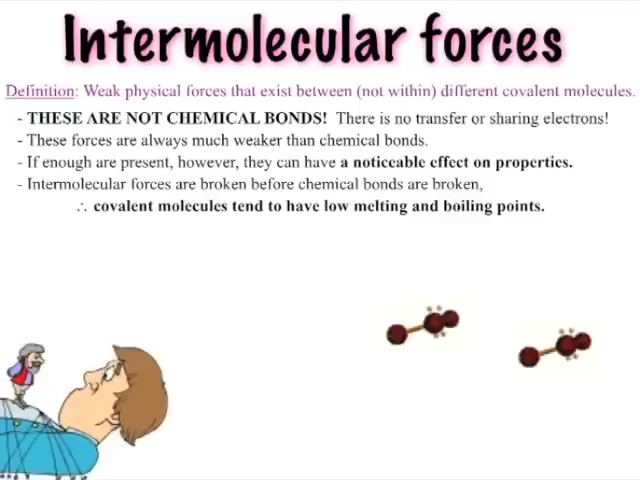 Intermolecular forces
Definition: Weak physical forces that exist between (not within) different covalent molecules.
- THESE ARE NOT CHEMICAL BONDS! There is no transfer or sharing electrons!
- These forces are always much weaker than chemical bonds.
- If enough are present, however, they can have a noticeable effect on properties.
- Intermolecular forces are broken before chemical bonds are broken,
∴ covalent molecules tend to have low melting and boiling points.